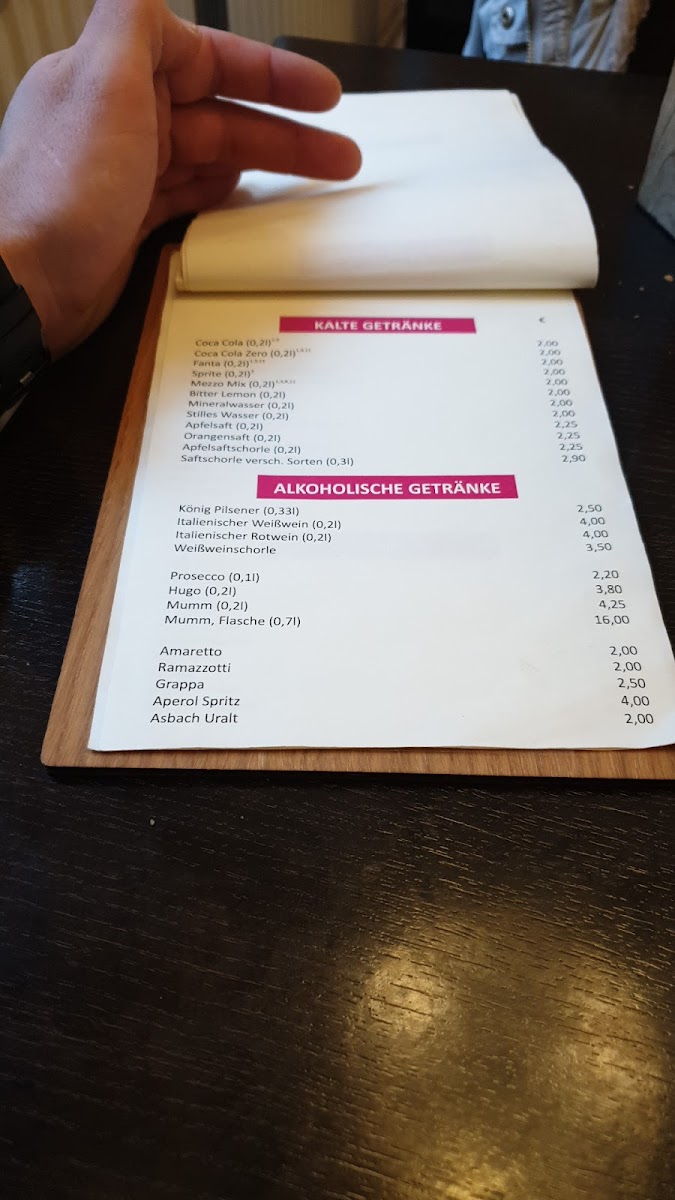 KALTE GETRÄNKE €
Coca Cola (0,2l) 2,00
Coca Cola Zero (0,2l) 2,00
Fanta (0,2l) 2,00
Sprite (0,2l) 2,00
Mezzo Mix (0,2l) 2,00
Bitter Lemon (0,2l) 2,00
Mineralwasser (0,2l) 2,00
Stilles Wasser (0,2l) 2,00
Apfelsaft (0,2l) 2,25
Orangensaft (0,2l) 2,25
Apfelsaftschorle (0,2l) 2,25
Saftschorle versch. Sorten (0,3l) 2,90
ALKOHOLISCHE GETRÄNKE
König Pilsener (0,33l) 2,50
Italienischer Weißwein (0,2l) 4,00
Italienischer Rotwein (0,2l) 4,00
Weißweinschorle 3,50
Prosecco (0,1l) 2,20
Hugo (0,2l) 3,80
Mumm (0,2l) 4,25
Mumm, Flasche (0,7l) 16,00
Amaretto 2,00
Ramazzotti 2,00
Grappa 2,50
Aperol Spritz 4,00
Asbach Uralt 2,00